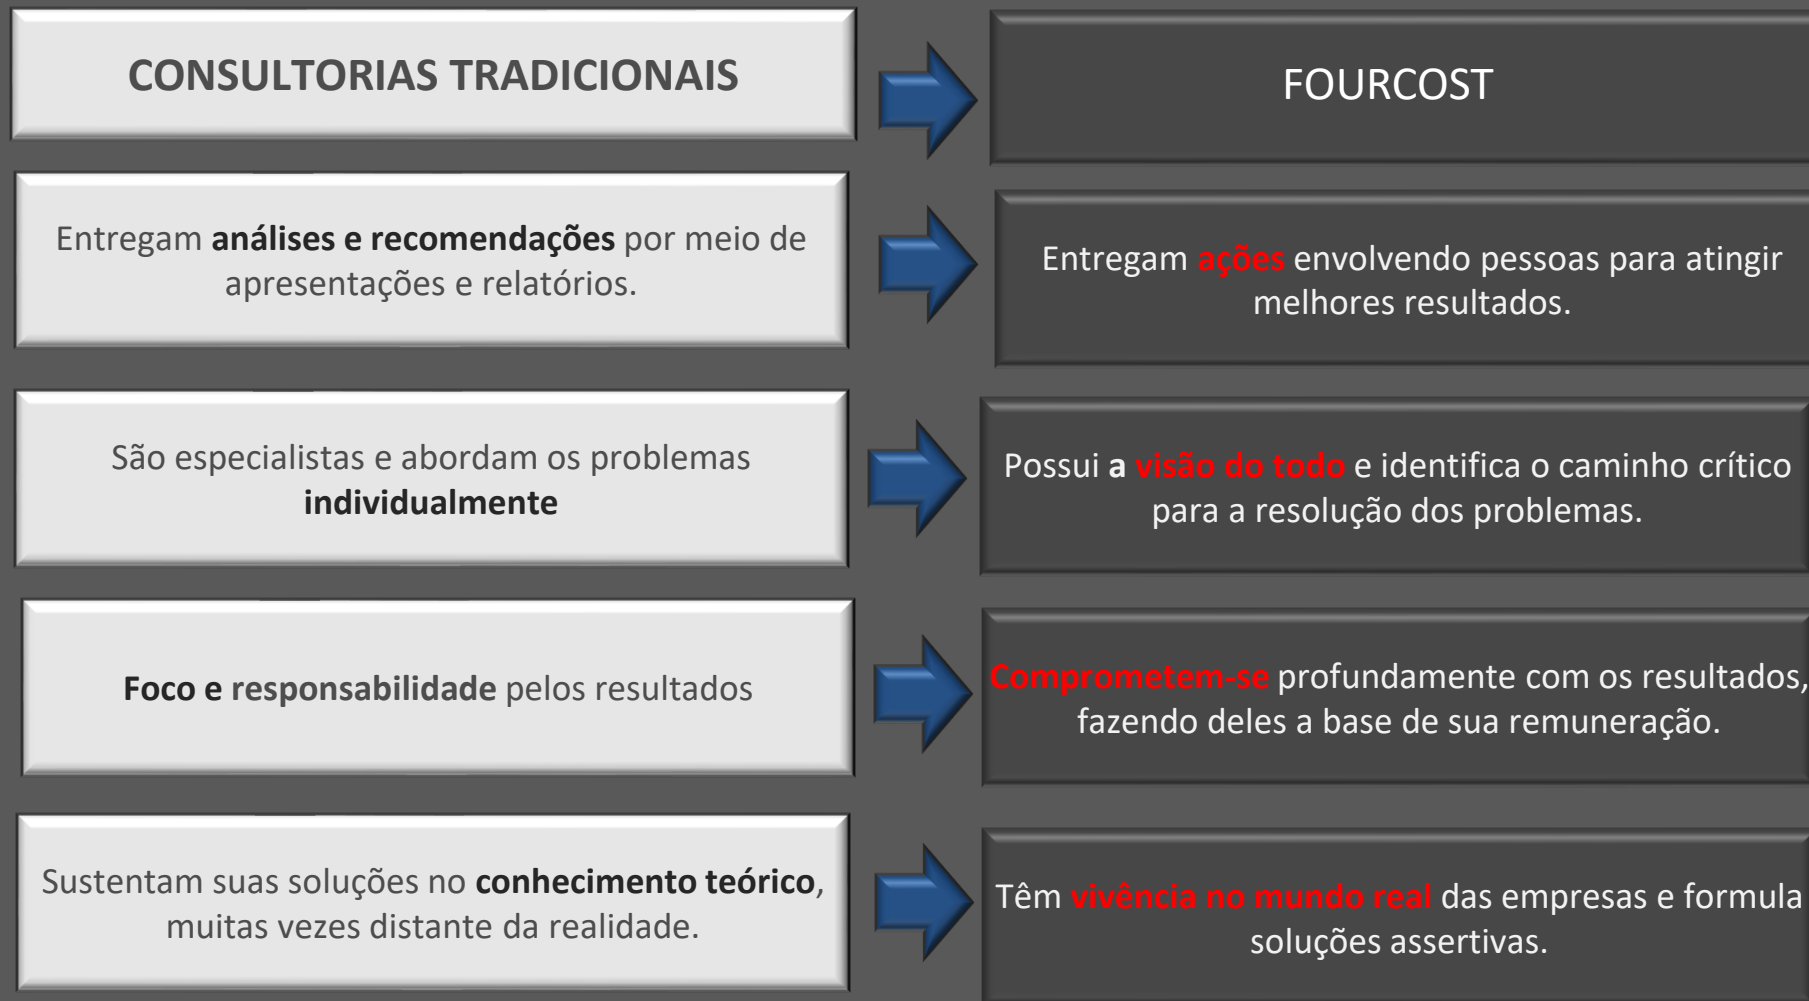 CONSULTORIAS TRADICIONAIS
FOURCOST
Entregam análises e recomendações por meio de
apresentações e relatórios.
Entregam ações envolvendo pessoas para atingir
melhores resultados.
São especialistas e abordam os problemas
individualmente
Possui a visão do todo e identifica o caminho crítico
para a resolução dos problemas.
Foco e responsabilidade pelos resultados
Comprometem-se profundamente com os resultados,
fazendo deles a base de sua remuneração.
Sustentam suas soluções no conhecimento teórico,
muitas vezes distante da realidade.
Têm vivência no mundo real das empresas e formula
soluções assertivas.